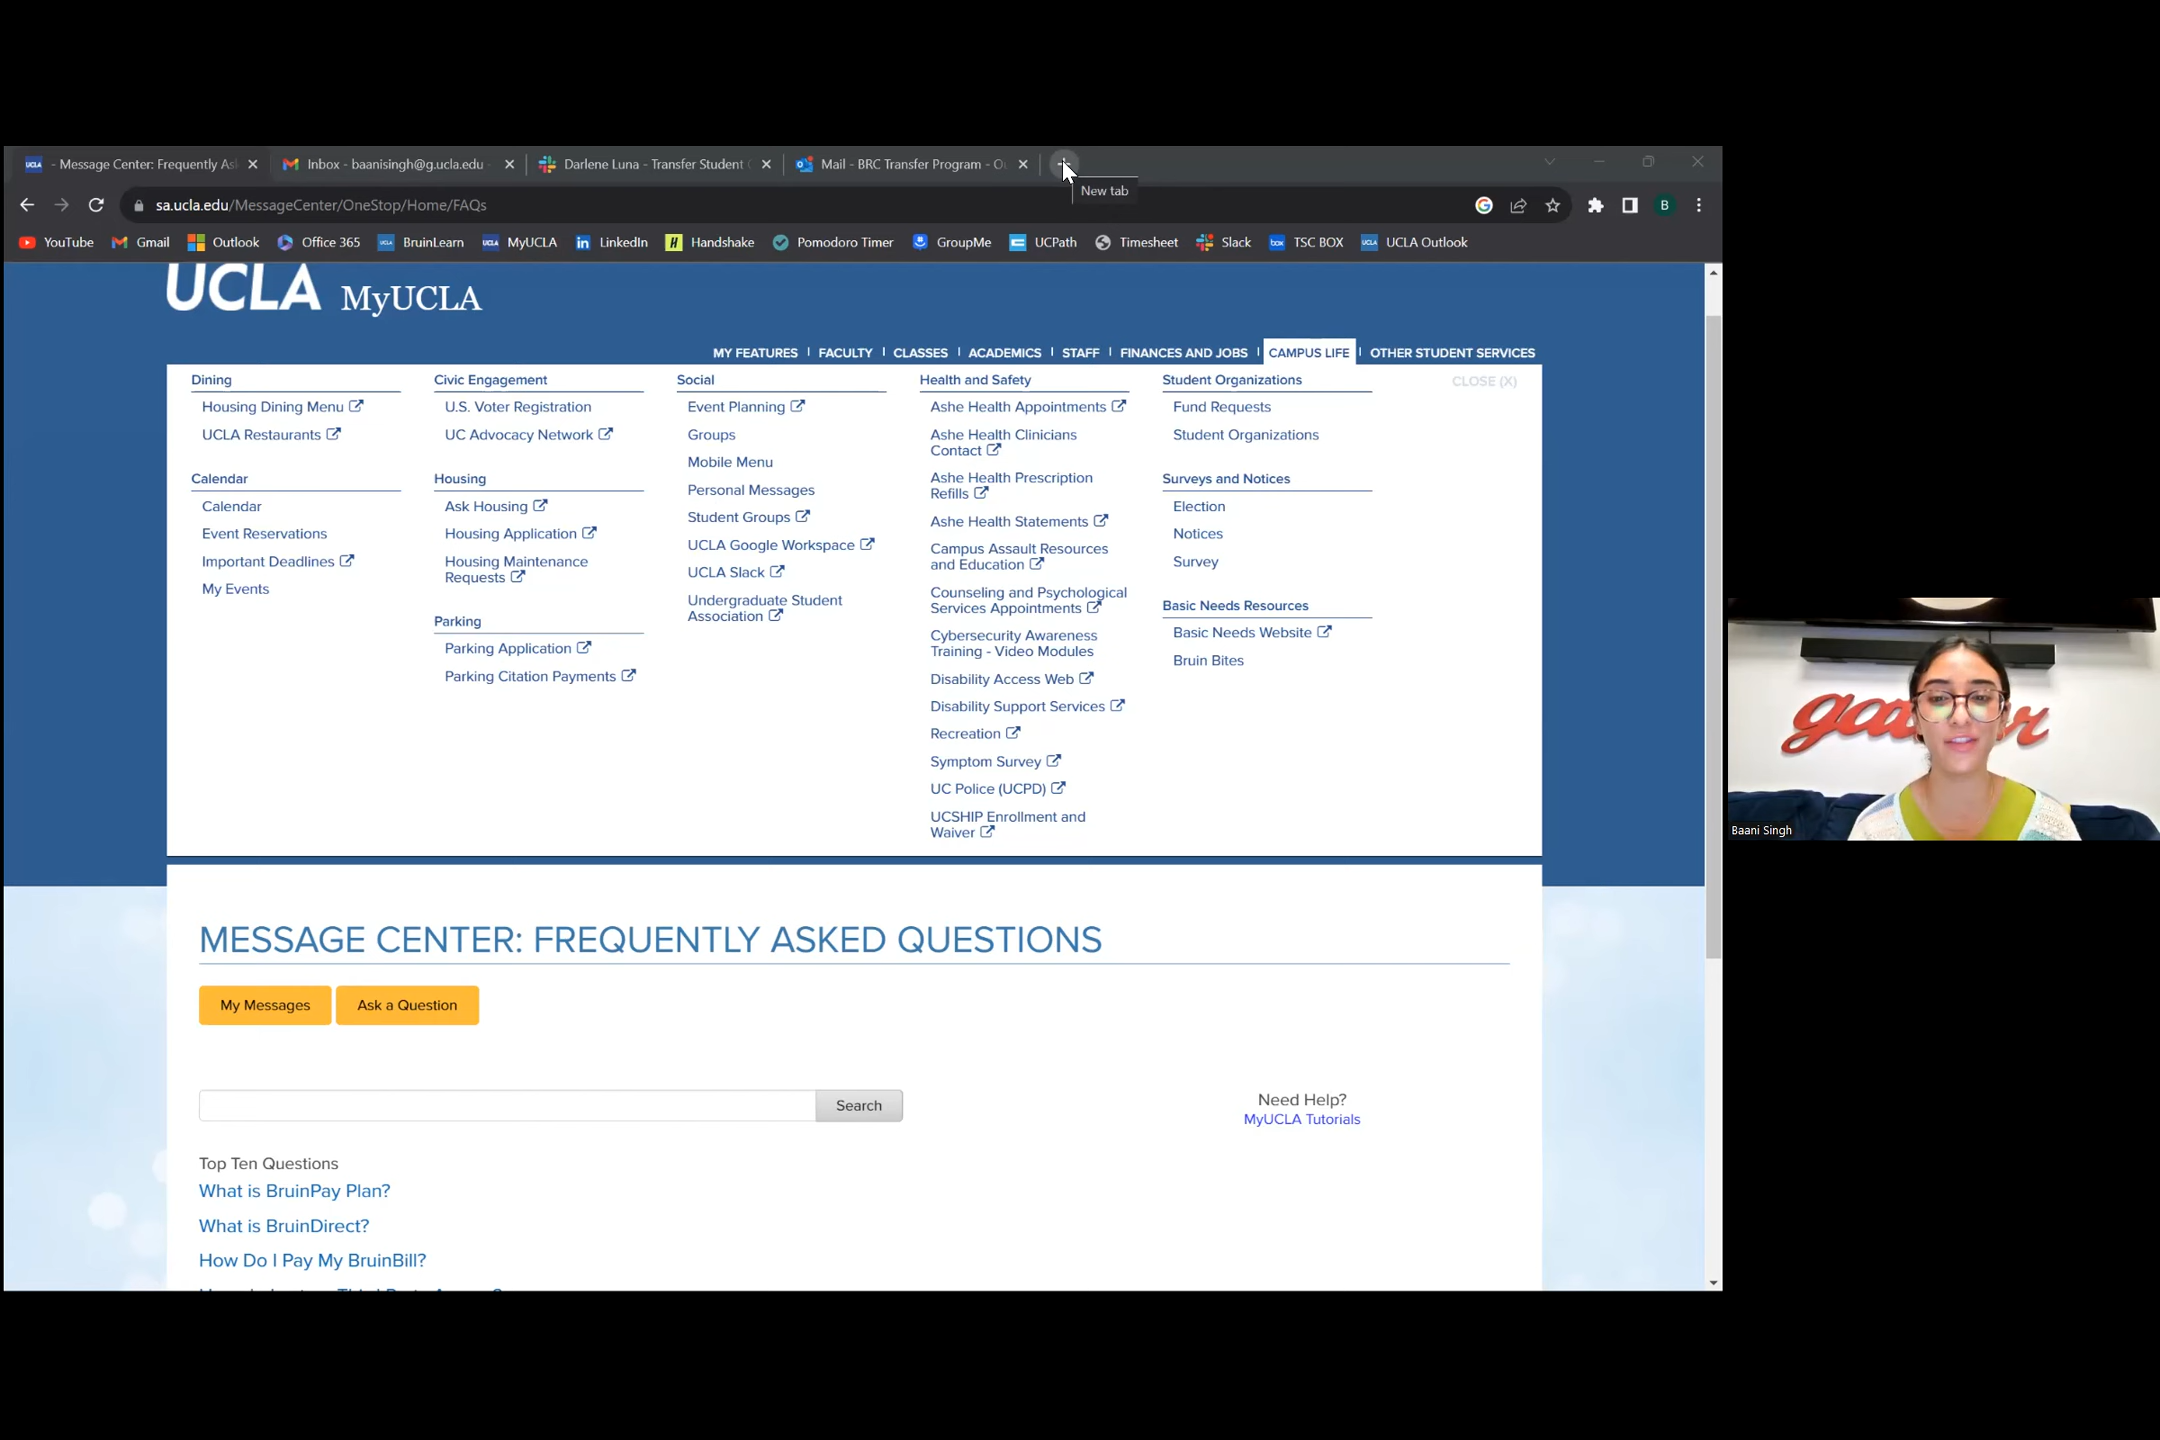 - Message Center: Frequently As
Inbox - baanisingh@g.ucla.edu -
Darlene Luna - Transfer Student
Mail - BRC Transfer Program - Ou
New tab
sa.ucla.edu/MessageCenter/OneStop/Home/FAQs
B
YouTube
Gmail
Outlook
Office 365
BruinLearn
MyUCLA
LinkedIn
Handshake
Pomodoro Timer
GroupMe
UCPath
Timesheet
Slack
TSC BOX
UCLA Outlook
UCLA MyUCLA
MY FEATURES | FACULTY | CLASSES | ACADEMICS | STAFF | FINANCES AND JOBS | CAMPUS LIFE | OTHER STUDENT SERVICES
CLOSE (X)
Dining
Housing Dining Menu
UCLA Restaurants
Calendar
Calendar
Event Reservations
Important Deadlines
My Events
Civic Engagement
U.S. Voter Registration
UC Advocacy Network
Housing
Ask Housing
Housing Application
Housing Maintenance
Requests
Parking
Parking Application
Parking Citation Payments
Social
Event Planning
Groups
Mobile Menu
Personal Messages
Student Groups
UCLA Google Workspace
UCLA Slack
Undergraduate Student
Association
Health and Safety
Ashe Health Appointments
Ashe Health Clinicians
Contact
Ashe Health Prescription
Refills
Ashe Health Statements
Campus Assault Resources
and Education
Counseling and Psychological
Services Appointments
Cybersecurity Awareness
Training - Video Modules
Disability Access Web
Disability Support Services
Recreation
Symptom Survey
UC Police (UCPD)
UCSHIP Enrollment and
Waiver
Student Organizations
Fund Requests
Student Organizations
Surveys and Notices
Election
Notices
Survey
Basic Needs Resources
Basic Needs Website
Bruin Bites
MESSAGE CENTER: FREQUENTLY ASKED QUESTIONS
My Messages
Ask a Question
Search
Need Help?
MyUCLA Tutorials
Top Ten Questions
What is BruinPay Plan?
What is BruinDirect?
How Do I Pay My BruinBill?
Baani Singh